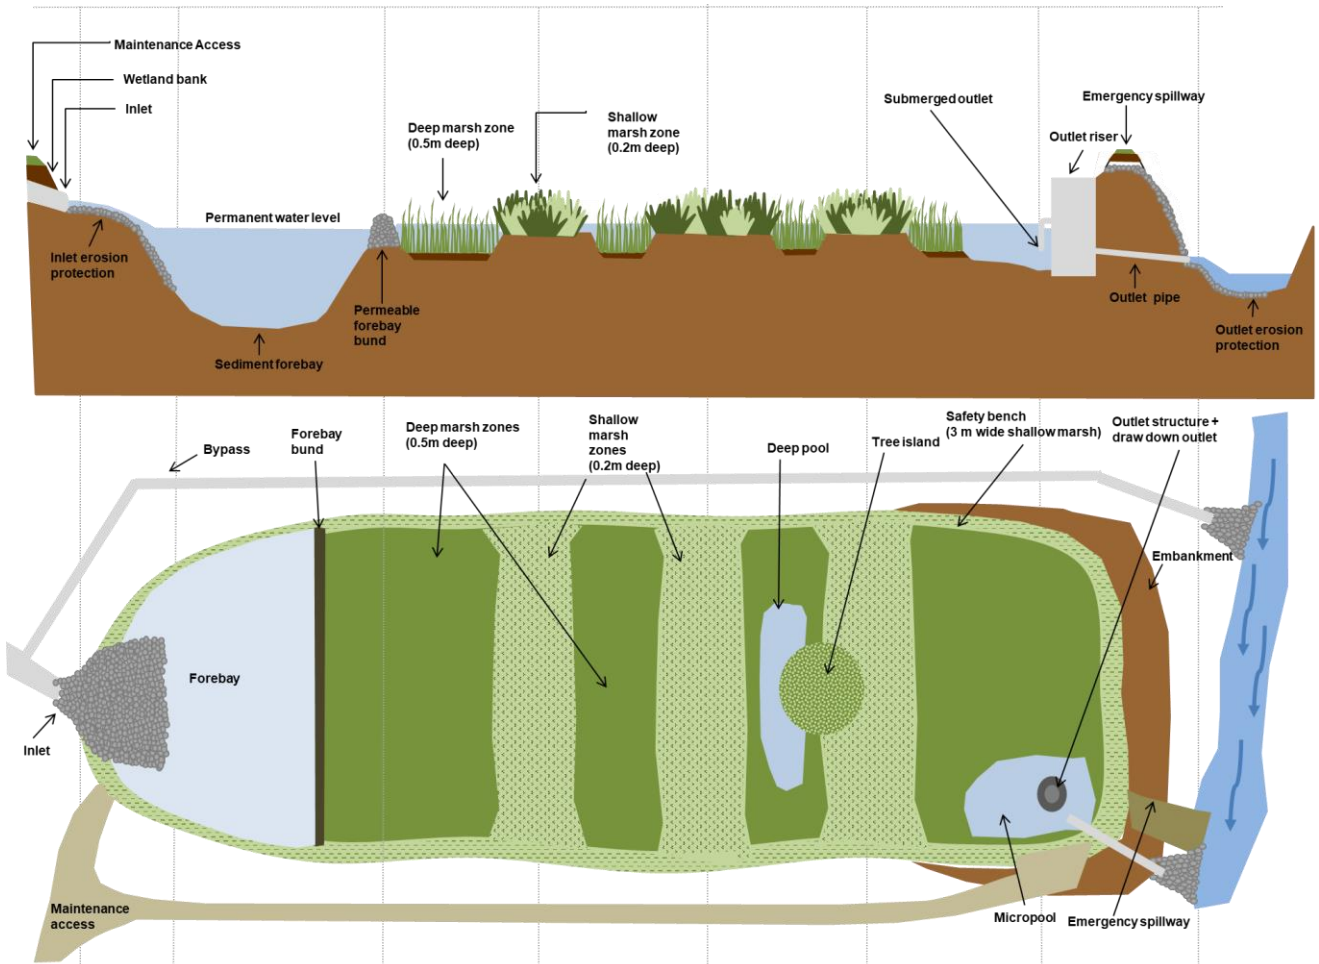 Maintenance Access
Wetland bank
Inlet
Deep marsh zone
(0.5m deep)
Shallow
marsh zone
(0.2m deep)
Submerged outlet
Emergency spillway
Outlet riser
Permanent water level
Inlet erosion
protection
Permeable
forebay
bund
Sediment forebay
Outlet pipe
Outlet erosion
protection
Bypass
Forebay
bund
Deep marsh zones
(0.5m deep)
Shallow
marsh
zones
(0.2m deep)
Deep pool
Tree island
Safety bench
(3 m wide shallow marsh)
Outlet structure +
draw down outlet
Embankment
Forebay
Inlet
Maintenance
access
Micropool
Emergency spillway